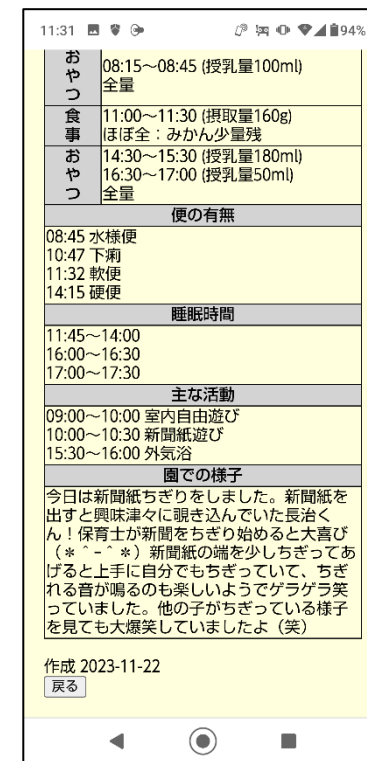 11:31 94%
おやつ
08:15～08:45 (授乳量100ml)
全量
食事
11:00～11:30 (摂取量160g)
ほぼ全：みかん少量残
おやつ
14:30～15:30 (授乳量180ml)
16:30～17:00 (授乳量50ml)
全量
便の有無
08:45 水様便
10:47 下痢
11:32 軟便
14:15 硬便
睡眠時間
11:45～14:00
16:00～16:30
17:00～17:30
主な活動
09:00～10:00 室内自由遊び
10:00～10:30 新聞紙遊び
15:30～16:00 外気浴
園での様子
今日は新聞紙ちぎりをしました。新聞紙を
出すと興味津々に覗き込んでいた長治く
ん！保育士が新聞をちぎり始めると大喜び
（＊＾－＾＊）新聞紙の端を少しちぎってあ
げると上手に自分でもちぎっていて、ちぎ
れる音が鳴るのも楽しいようでゲラゲラ笑
っていました。他の子がちぎっている様子
を見ても大爆笑していましたよ（笑）
作成 2023-11-22
戻る